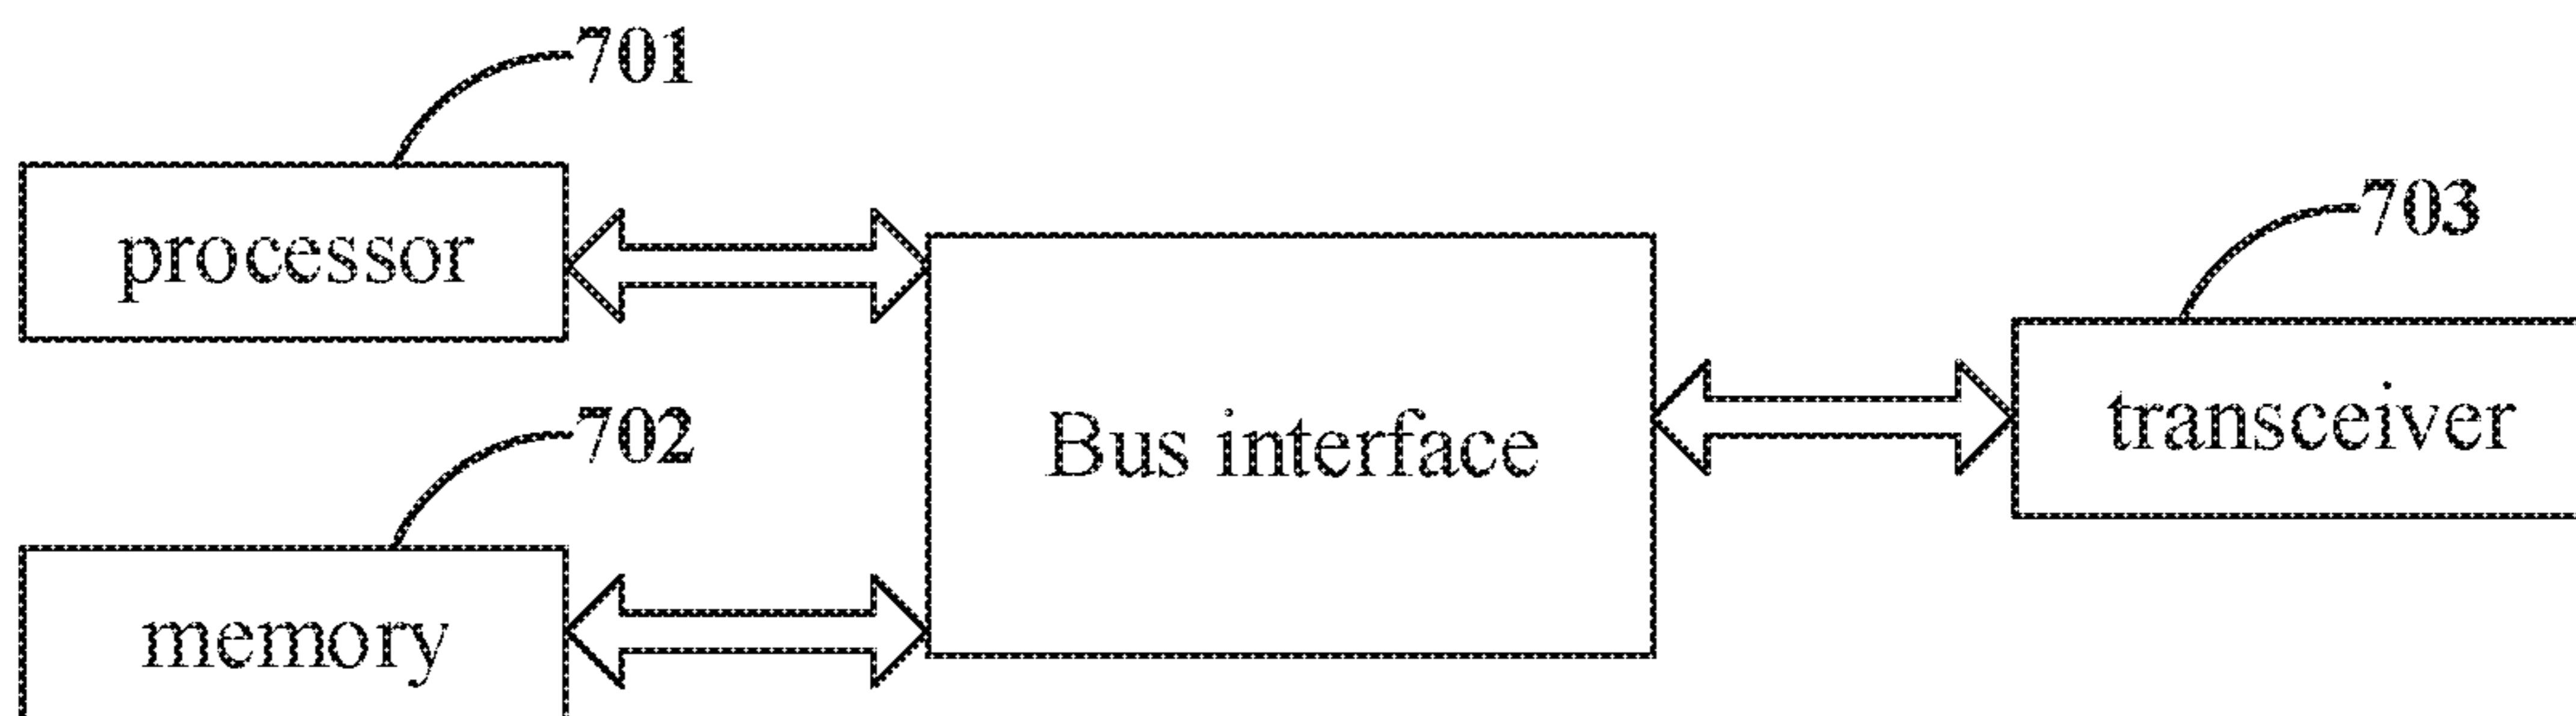 701
processor
703
transceiver
Bus interface
702
memory